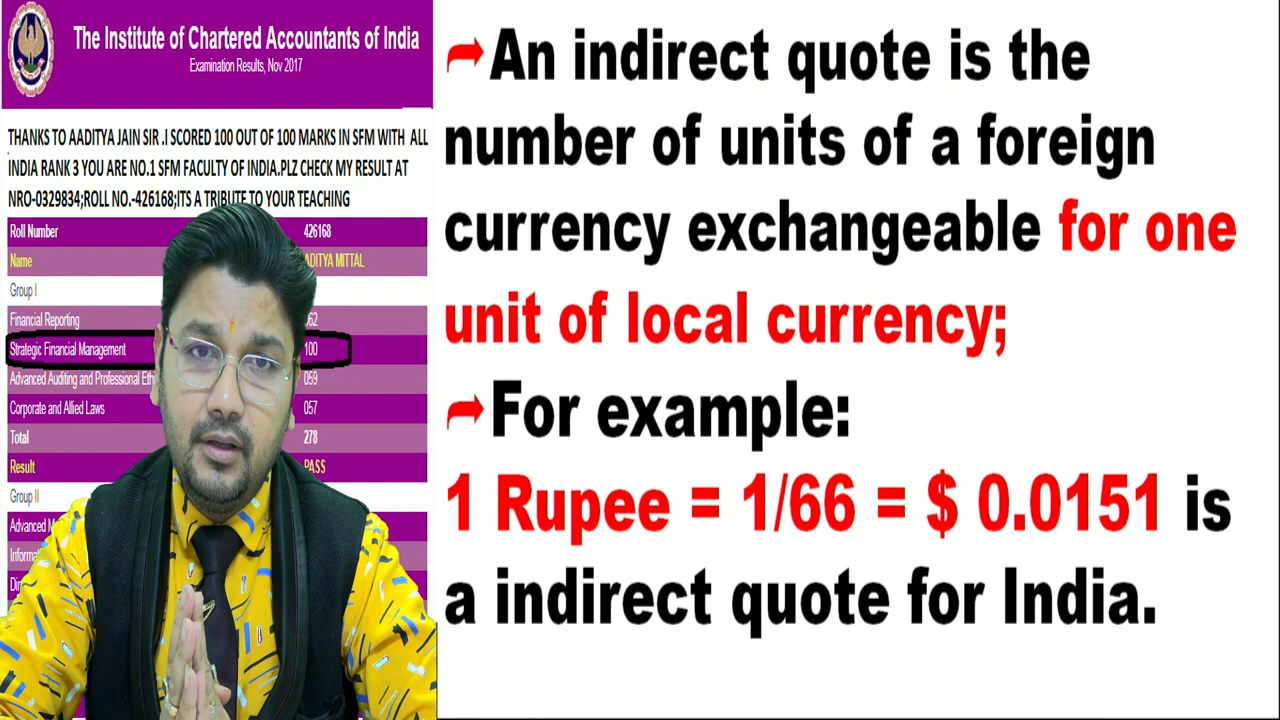 The Institute of Chartered Accountants of India
Examination Results, Nov 2017
THANKS TO AADITYA JAIN SIR .I SCORED 100 OUT OF 100 MARKS IN SFM WITH ALL
INDIA RANK 3 YOU ARE NO.1 SFM FACULTY OF INDIA.PLZ CHECK MY RESULT AT
NRO-0329834;ROLL NO.-426168;ITS A TRIBUTE TO YOUR TEACHING
Roll Number 426168
Name ADITYA MITTAL
Group I
Financial Reporting 062
Strategic Financial Management 100
Advanced Auditing and Professional Eth 059
Corporate and Allied Laws 057
Total 278
Result PASS
Group II
Advanced
➦An indirect quote is the
number of units of a foreign
currency exchangeable for one
unit of local currency;
➦For example:
1 Rupee = 1/66 = $ 0.0151 is
a indirect quote for India.